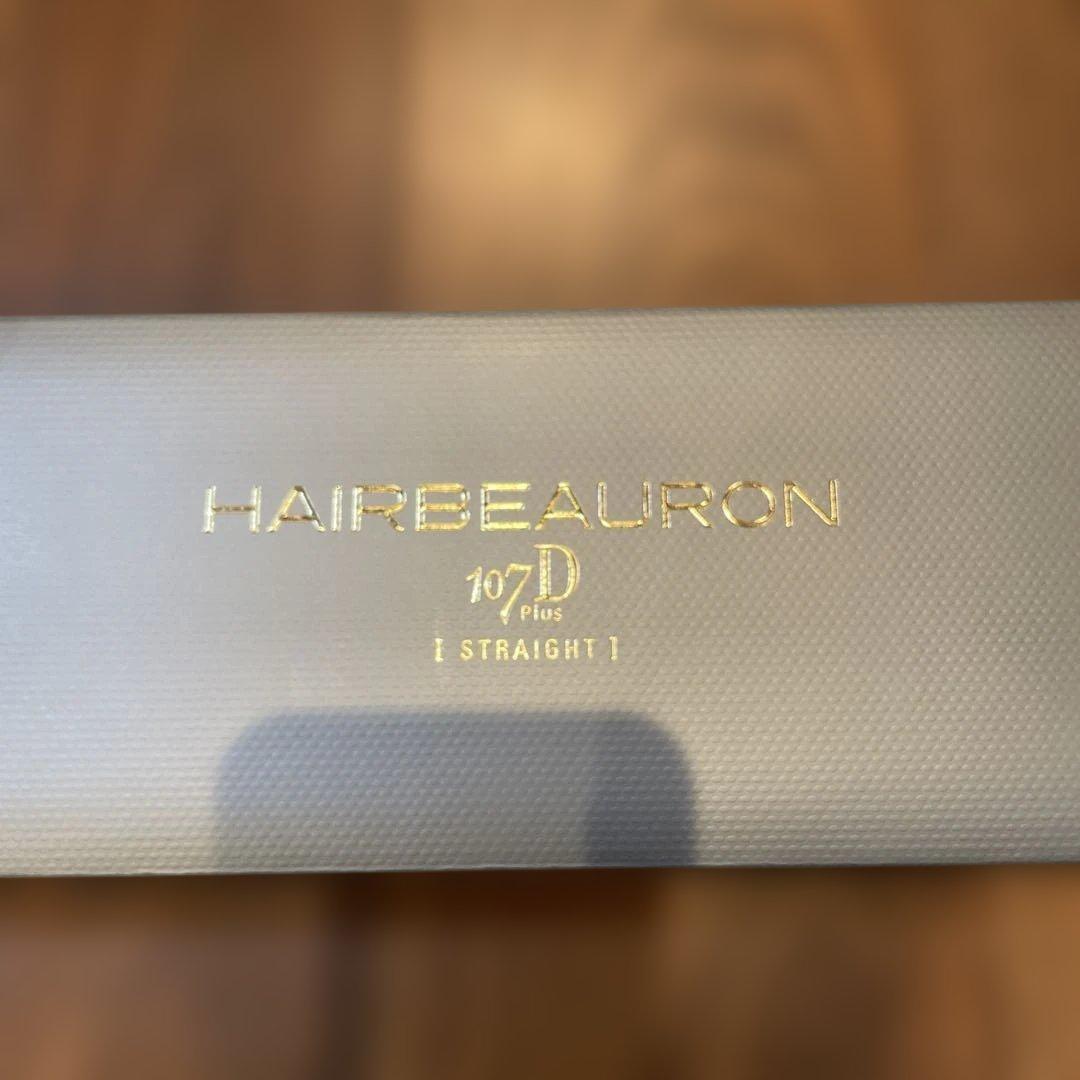 HAIRBEAURON
107D
Plus
[ STRAIGHT ]